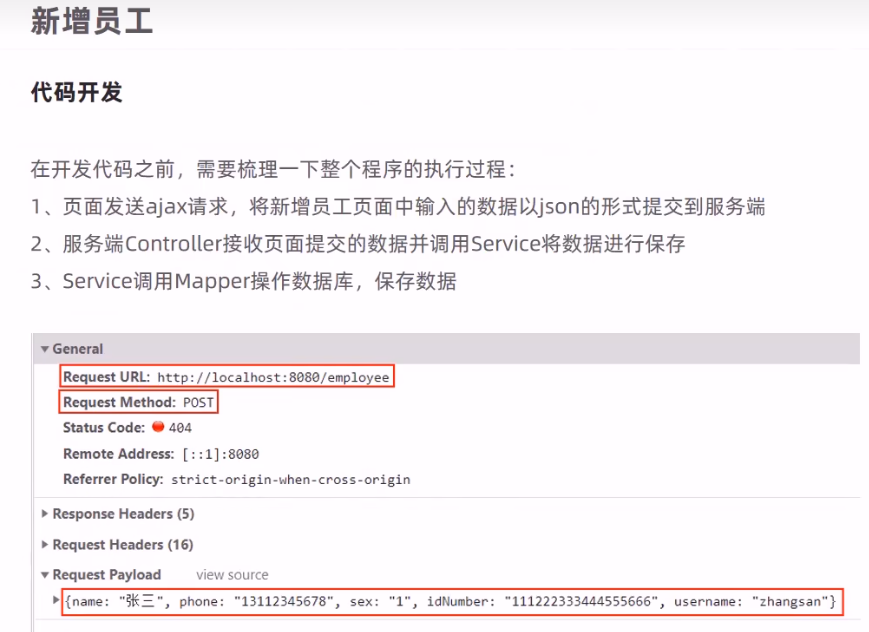 新增员工
代码开发
在开发代码之前，需要梳理一下整个程序的执行过程：
1、页面发送ajax请求，将新增员工页面中输入的数据以json的形式提交到服务端
2、服务端Controller接收页面提交的数据并调用Service将数据进行保存
3、Service调用Mapper操作数据库，保存数据
General
Request URL: http://localhost:8080/employee
Request Method: POST
Status Code: 404
Remote Address: [::1]:8080
Referrer Policy: strict-origin-when-cross-origin
Response Headers (5)
Request Headers (16)
Request Payload view source
{name: "张三", phone: "13112345678", sex: "1", idNumber: "111222333444555666", username: "zhangsan"}